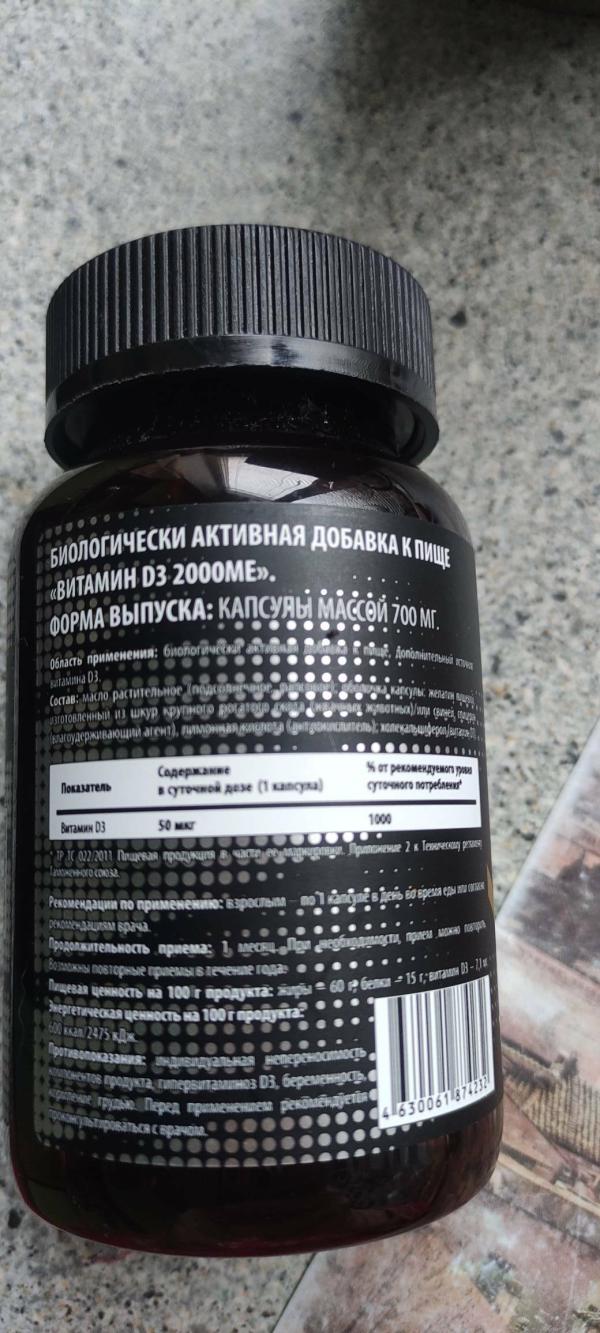 БИОЛОГИЧЕСКИ АКТИВНАЯ ДОБАВКА К ПИЩЕ
«ВИТАМИН D3 2000МЕ».
ФОРМА ВЫПУСКА: КАПСУЛЫ МАССОЙ 700 МГ.
Область применения: биологически активная добавка к пище. Дополнительный источник
витамина D3.
Состав: масло растительное (подсолнечное, оболочка капсулы: желатин пищевой
изготовленный из шкур крупного рогатого скота (жвачных животных)/или свиней, глицерин
(влагоудерживающий агент), лимонная кислота (антиокислитель); холекальциферол/витамин D3
Показатель
Содержание
в суточной дозе (1 капсула)
% от рекомендуемого уровня
суточного потребления*
Витамин D3 50 мкг 1000
* ТР ТС 022/2011 Пищевая продукция в части ее маркировки. Приложение 2 к Техническому регламенту
Таможенного союза.
Рекомендации по применению: взрослым по 1 капсуле в день во время еды или согласно
рекомендациям врача.
Продолжительность приема: 1 месяц. При необходимости, прием можно повторить.
Возможны повторные приемы в течение года.
Пищевая ценность на 100 г продукта: жиры – 60 г, белки – 15 г, витамин D3 – 7,1 мг
Энергетическая ценность на 100 г продукта:
600 ккал/2475 кДж.
Противопоказания: индивидуальная непереносимость
компонентов продукта, гипервитаминоз D3, беременность,
кормление грудью. Перед применением рекомендуется
проконсультироваться с врачом.
4 630061 874232